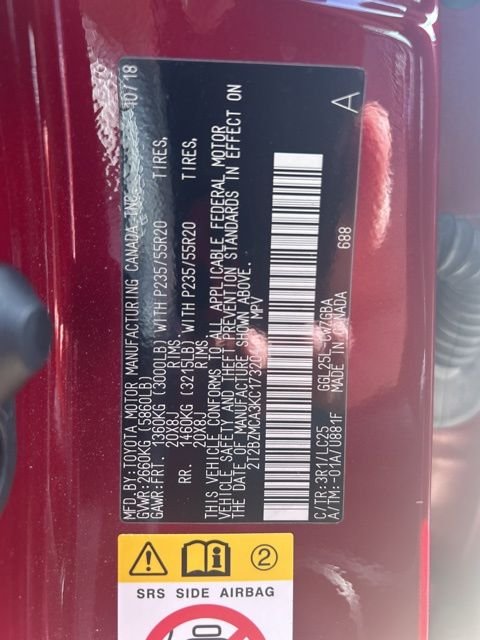 MFD.BY:TOYOTA MOTOR MANUFACTURING CANADA INC. 10/18
GVWR:2660KG (5860LB)
GAWR:FRT. 1360KG (3000LB) WITH P235/55R20 TIRES,
20X8J RIMS,
RR. 1460KG (3215LB) WITH P235/55R20 TIRES,
20X8J RIMS,
THIS VEHICLE CONFORMS TO ALL APPLICABLE FEDERAL MOTOR
VEHICLE SAFETY AND THEFT PREVENTION STANDARDS IN EFFECT ON
THE DATE OF MANUFACTURE SHOWN ABOVE.
MPV
A
C/TR:3R1/LC25 688
A/TM:-01A/U881F MADE IN CANADA
2
SRS SIDE AIRBAG